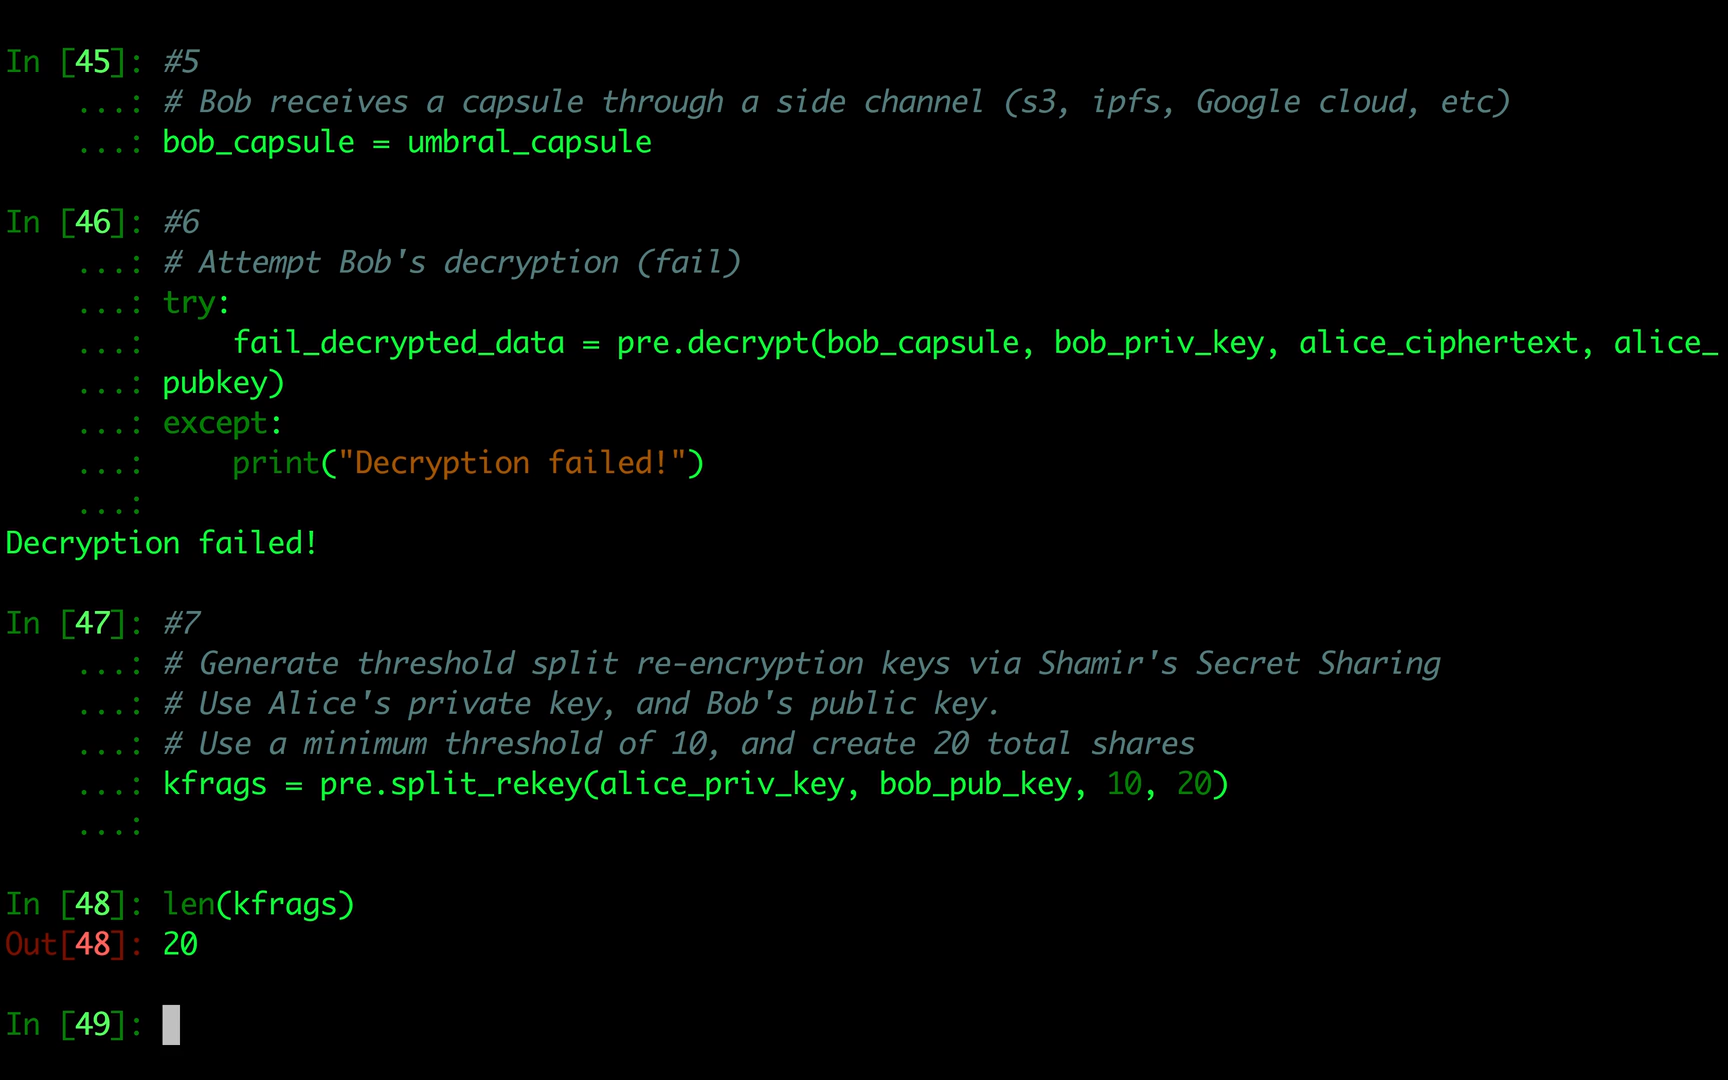 In [45]: #5
    ...: # Bob receives a capsule through a side channel (s3, ipfs, Google cloud, etc)
    ...: bob_capsule = umbral_capsule
In [46]: #6
    ...: # Attempt Bob's decryption (fail)
    ...: try:
    ...:     fail_decrypted_data = pre.decrypt(bob_capsule, bob_priv_key, alice_ciphertext, alice_
    ...: pubkey)
    ...: except:
    ...:     print("Decryption failed!")
    ...:
Decryption failed!
In [47]: #7
    ...: # Generate threshold split re-encryption keys via Shamir's Secret Sharing
    ...: # Use Alice's private key, and Bob's public key.
    ...: # Use a minimum threshold of 10, and create 20 total shares
    ...: kfrags = pre.split_rekey(alice_priv_key, bob_pub_key, 10, 20)
    ...:
In [48]: len(kfrags)
Out[48]: 20
In [49]: